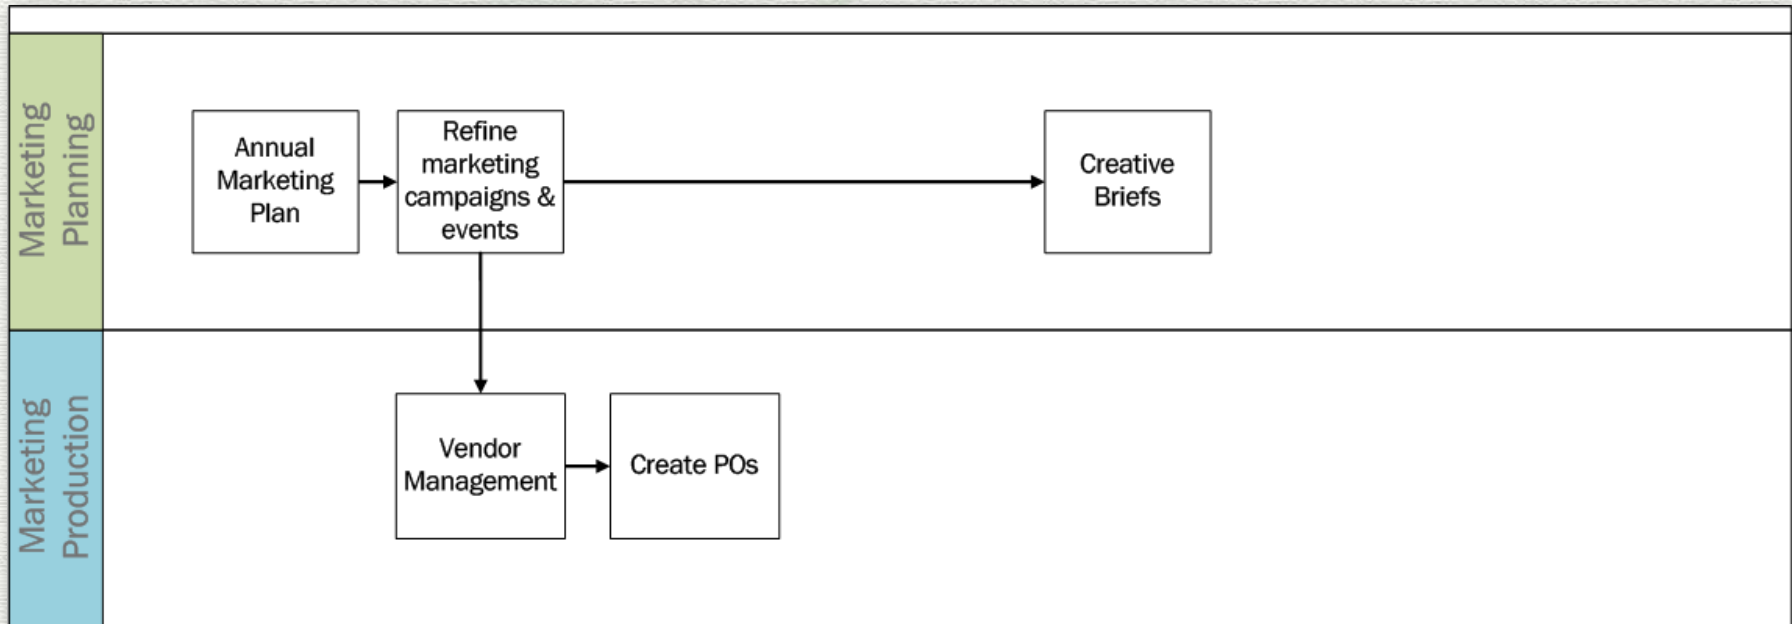 Marketing
Planning
Annual
Marketing
Plan
Refine
marketing
campaigns &
events
Creative
Briefs
Marketing
Production
Vendor
Management
Create POs